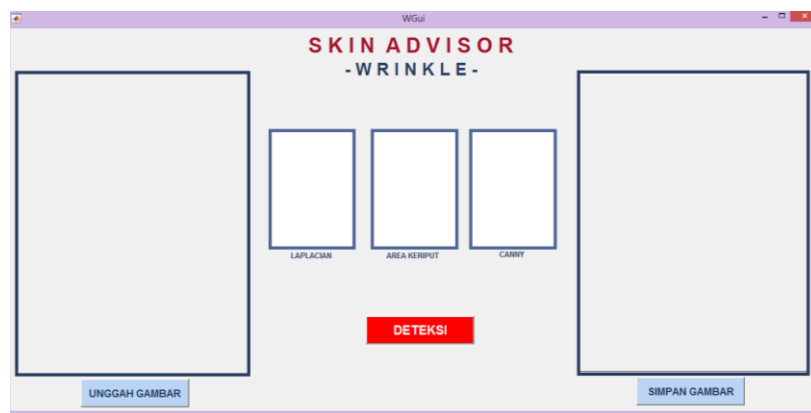 WGui
SKIN ADVISOR
-WRINKLE-
LAPLACIAN
AREA KERIPUT
CANNY
DETEKSI
UNGGAH GAMBAR
SIMPAN GAMBAR